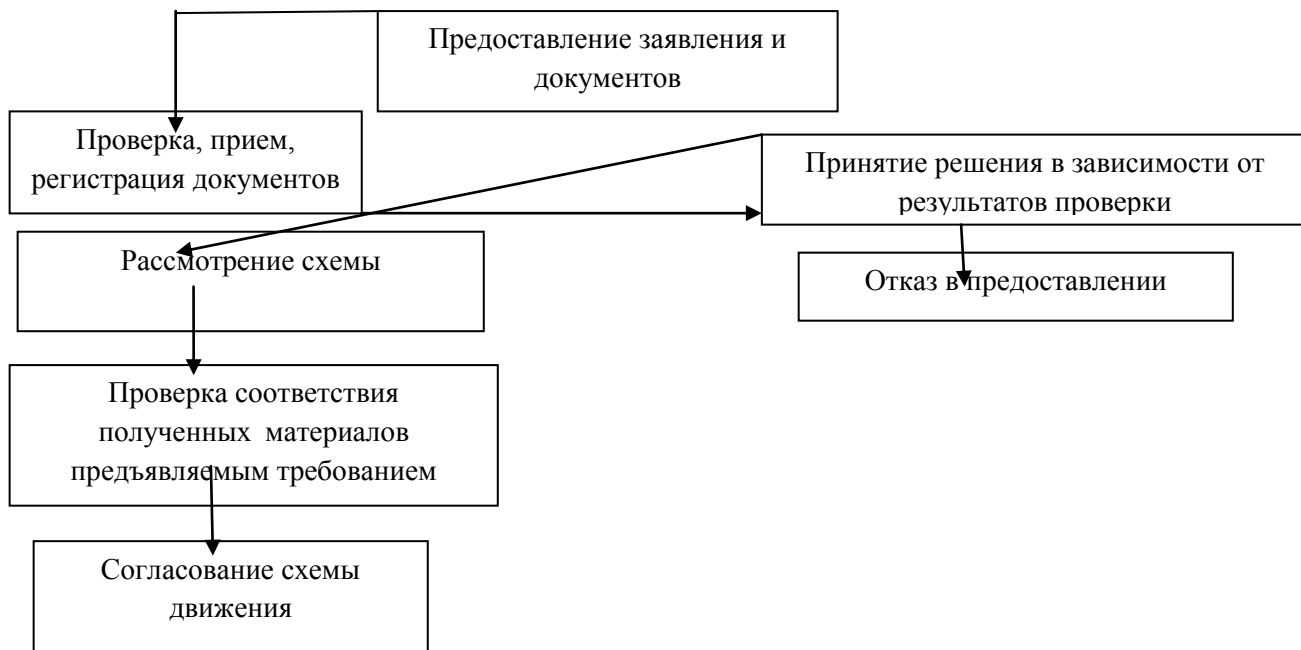 Предоставление заявления и
документов
Проверка, прием,
регистрация документов
Принятие решения в зависимости от
результатов проверки
Рассмотрение схемы
Отказ в предоставлении
Проверка соответствия
полученных материалов
предъявляемым требованием
Согласование схемы
движения